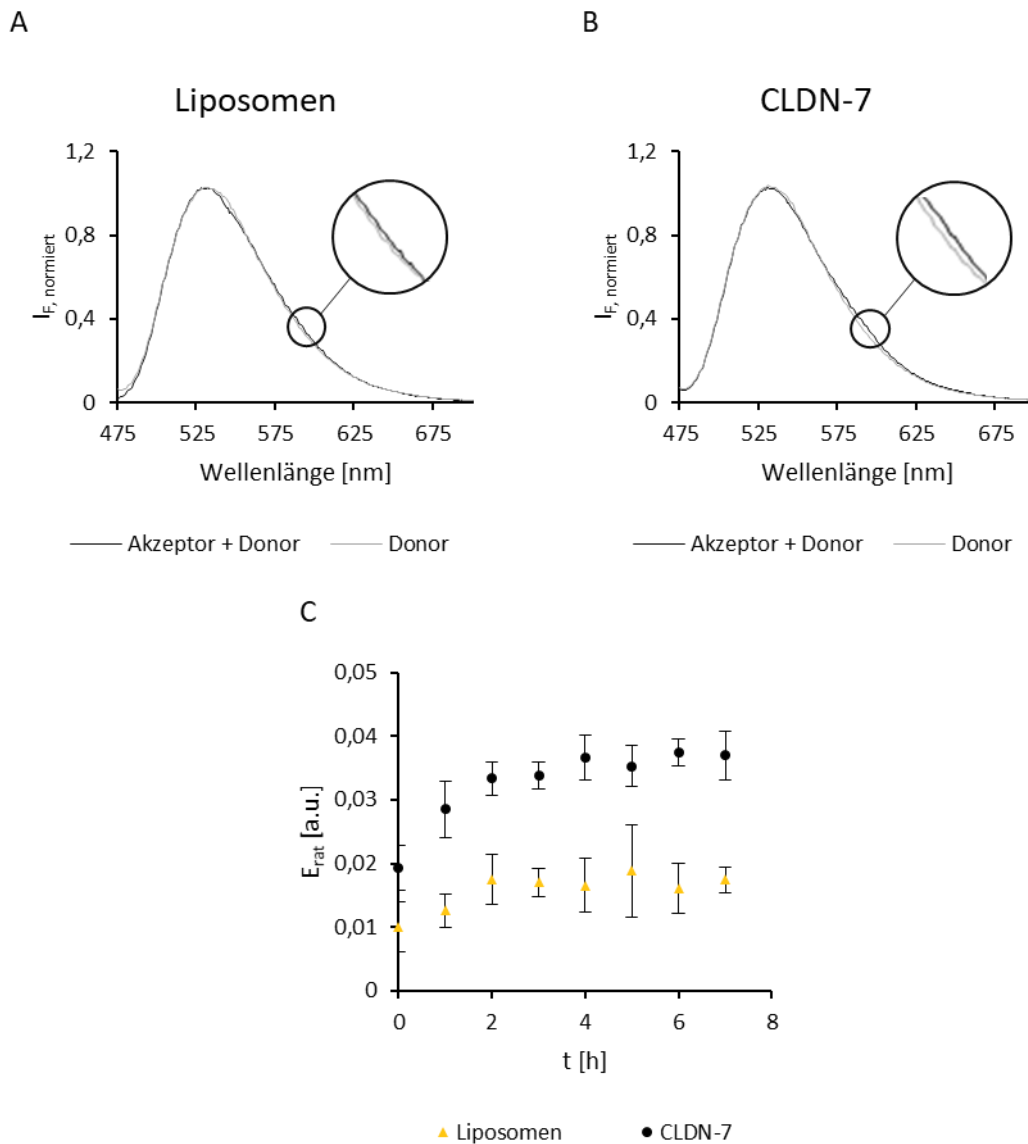 A
B
Liposomen
CLDN-7
1,2
0,8
0,4
0
I_F, normiert
475 525 575 625 675
Wellenlänge [nm]
Akzeptor + Donor Donor
1,2
0,8
0,4
0
I_F, normiert
475 525 575 625 675
Wellenlänge [nm]
Akzeptor + Donor Donor
C
0,05
0,04
0,03
0,02
0,01
0
E_rat [a.u.]
0 2 4 6 8
t [h]
Liposomen CLDN-7